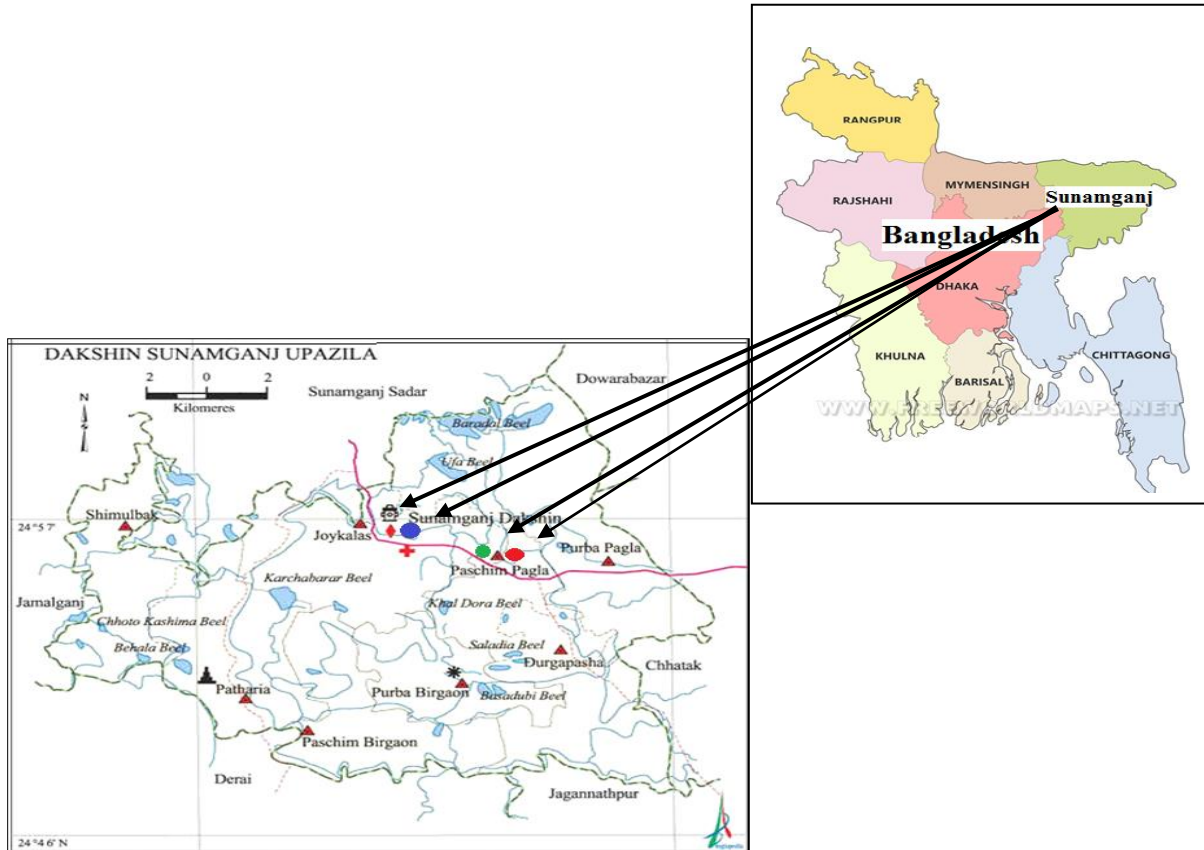 RANGPUR
RAJSHAHI
MYMENSINGH
Sunamganj
Bangladesh
DHAKA
KHULNA
BARISAL
CHITTAGONG
WWW.FREEWORLDMAPS.NET
DAKSHIN SUNAMGANJ UPAZILA
2 0 2
Kilomeres
N
Sunamganj Sadar
Dowarabazar
Baradal Beel
Ufa Beel
24°5 7'
Shimulbak
Joykalas
Sunamganj Dakshin
Paschim Pagla
Purba Pagla
Karchabarar Beel
Jamalganj
Chhoto Kashima Beel
Behala Beel
Khal Dora Beel
Saladia Beel
Durgapasha
Chhatak
Patharia
Purba Birgaon
Basadubi Beel
Paschim Birgaon
Derai
Jagannathpur
24°4 6' N